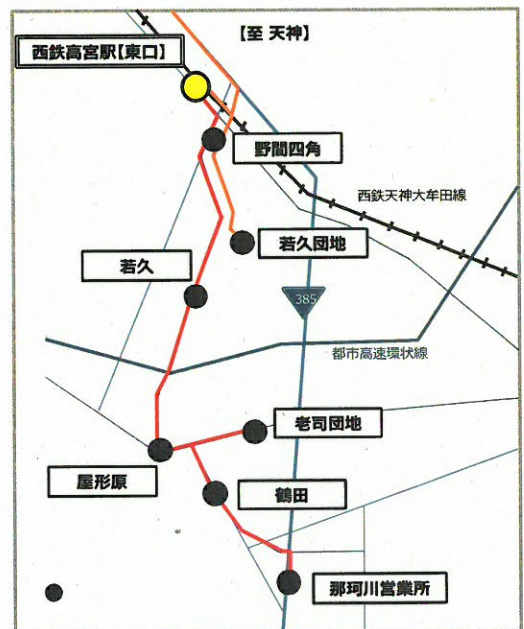 【至 天神】
西鉄高宮駅【東口】
野間四角
西鉄天神大牟田線
若久団地
若久
385
都市高速環状線
老司団地
屋形原
鶴田
那珂川営業所